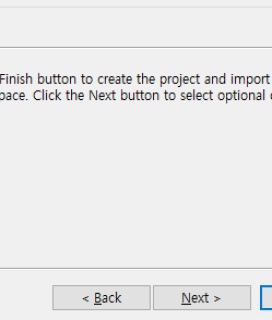 Finish button to create the project and import
pace. Click the Next button to select optional
< Back
Next >